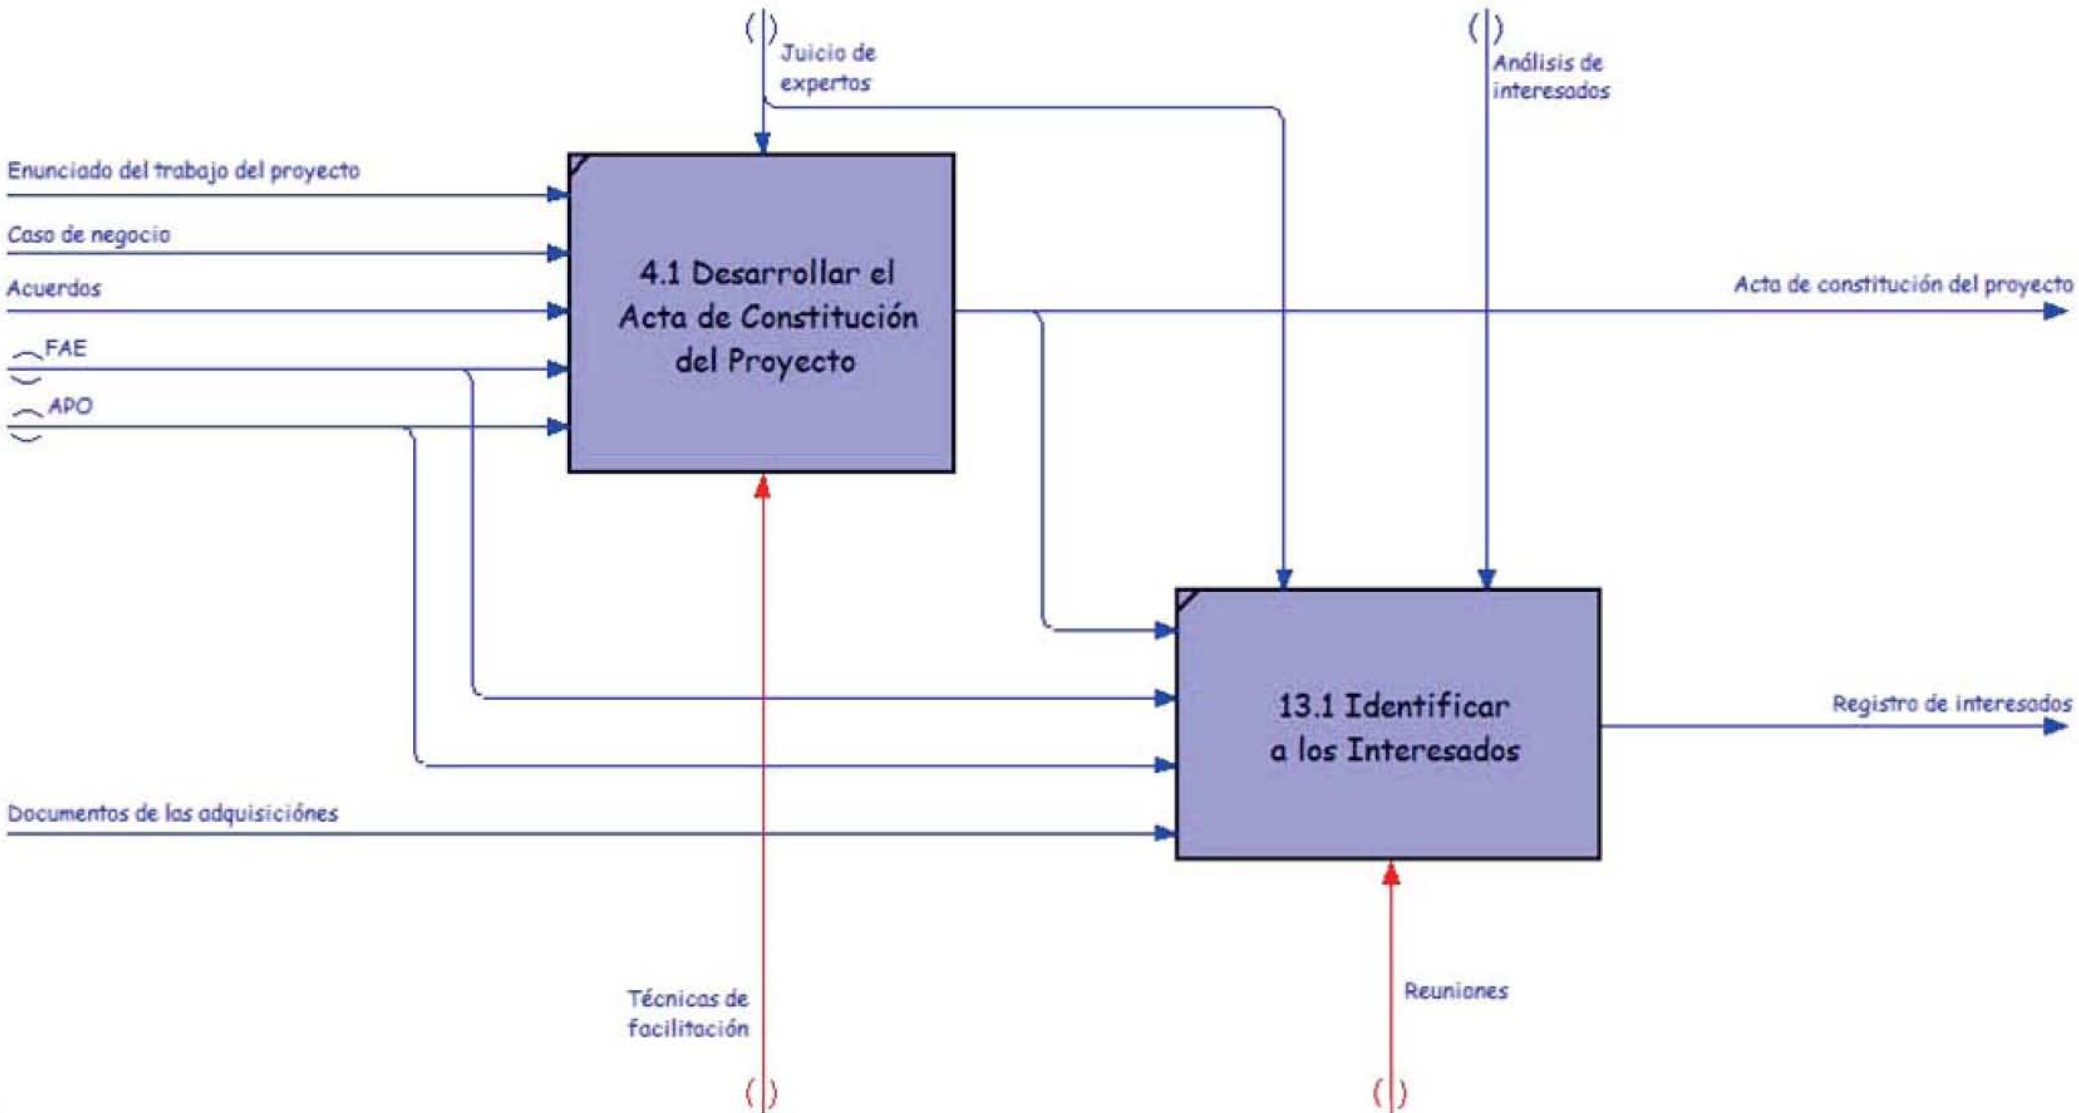 Juicio de
expertos
Análisis de
interesados
Enunciado del trabajo del proyecto
Caso de negocio
Acuerdos
FAE
APO
4.1 Desarrollar el
Acta de Constitución
del Proyecto
Acta de constitución del proyecto
13.1 Identificar
a los Interesados
Registro de interesados
Documentos de las adquisiciónes
Técnicas de
facilitación
Reuniones